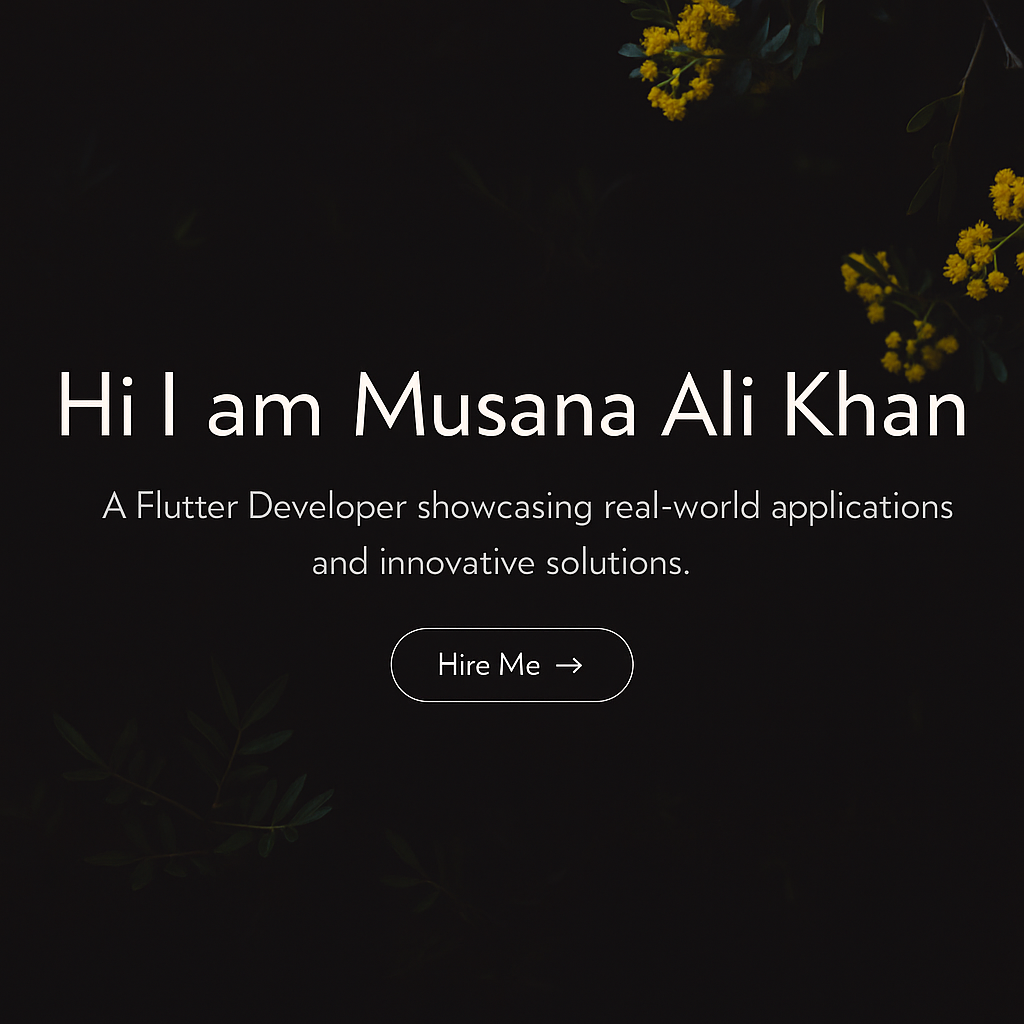 Hi I am Musana Ali Khan
A Flutter Developer showcasing real-world applications
and innovative solutions.
Hire Me →